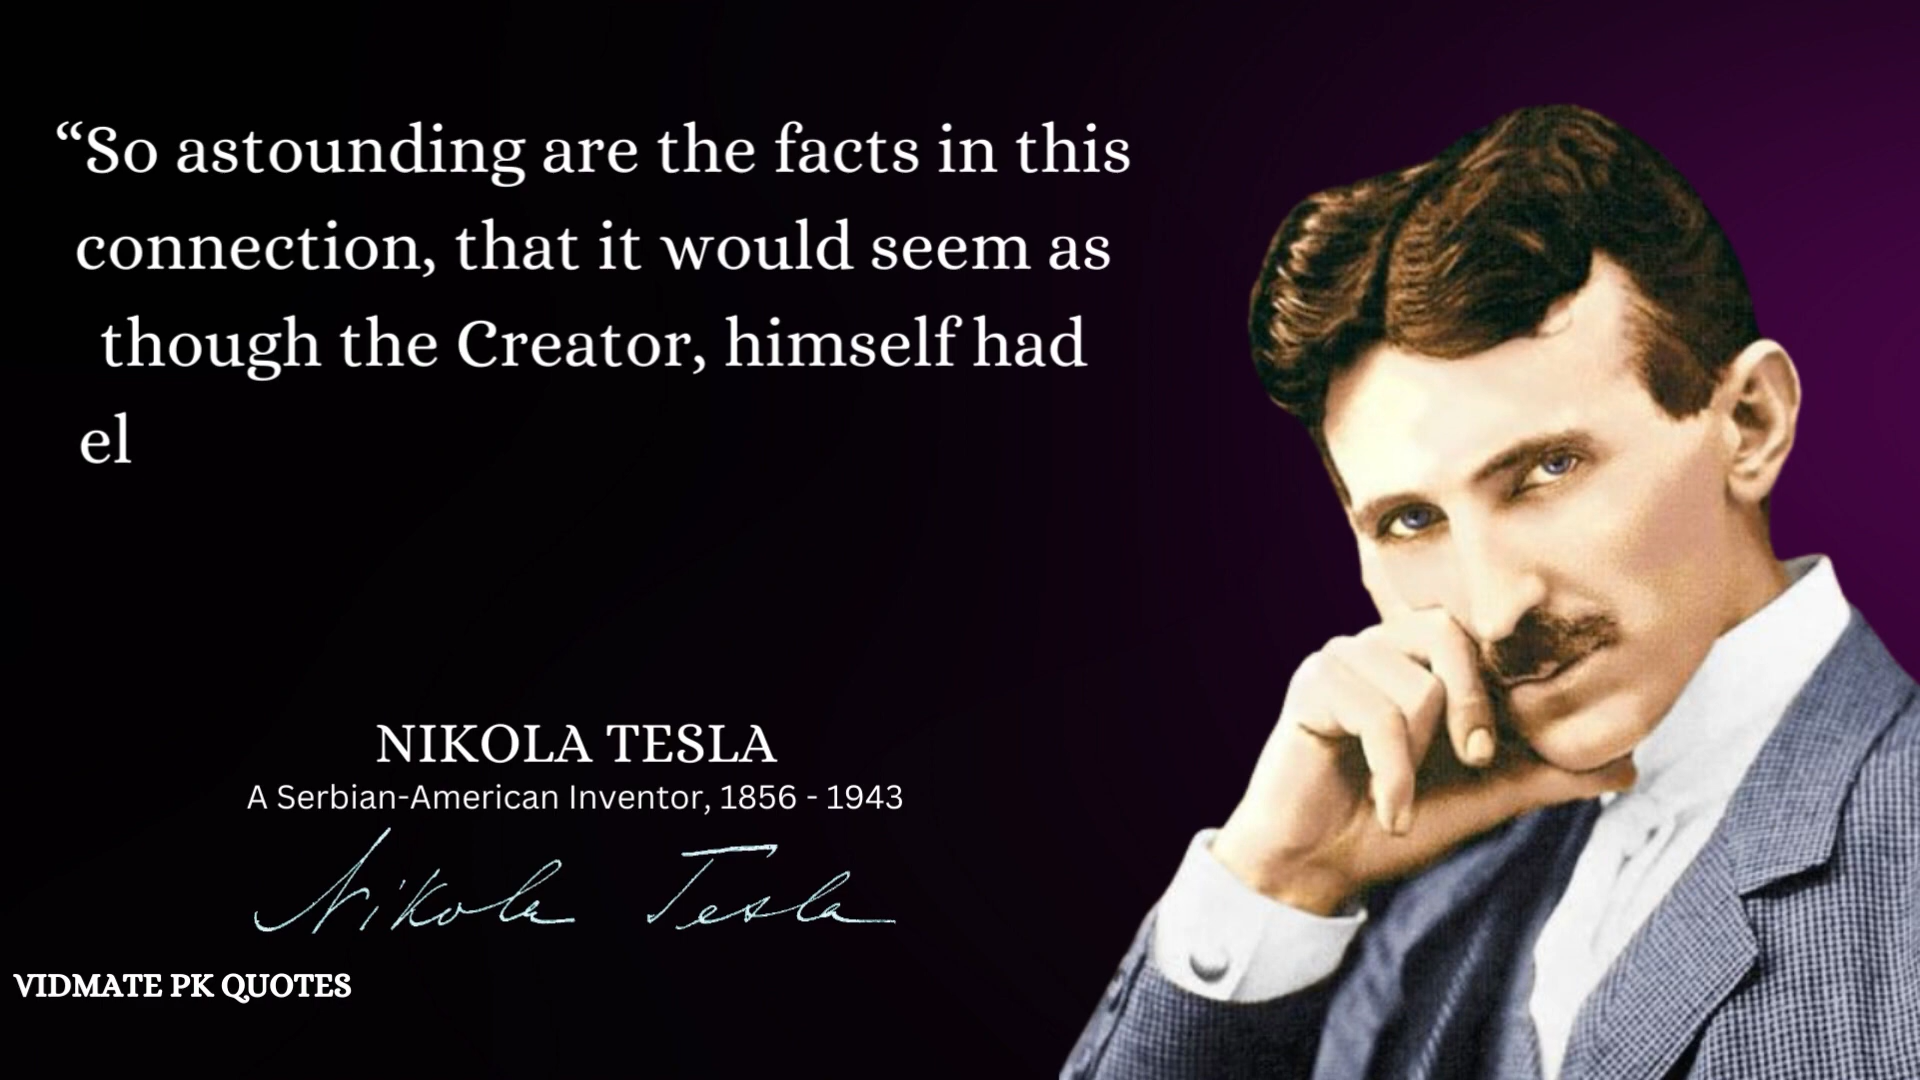 “So astounding are the facts in this
connection, that it would seem as
though the Creator, himself had
el
NIKOLA TESLA
A Serbian-American Inventor, 1856 - 1943
Nikola Tesla
VIDMATE PK QUOTES